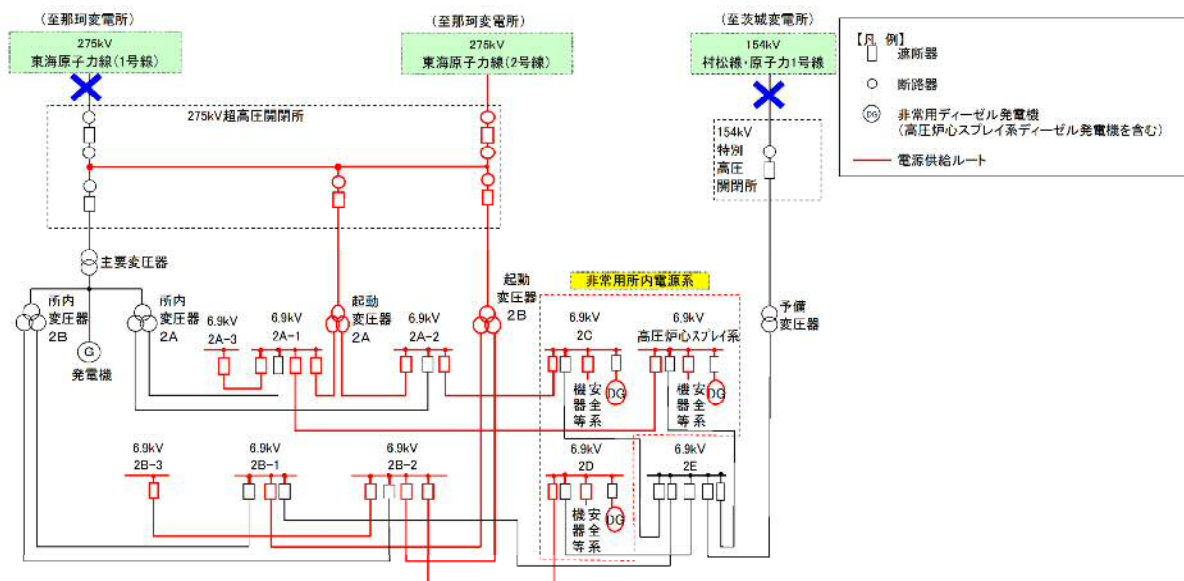 (至那珂変電所)
275kV
東海原子力線(1号線)
(至那珂変電所)
275kV
東海原子力線(2号線)
(至茨城変電所)
154kV
村松線・原子力1号線
【凡 例】
遮断器
断路器
DG
非常用ディーゼル発電機
(高圧炉心スプレイ系ディーゼル発電機を含む)
電源供給ルート
275kV超高圧開閉所
154kV
特別
高圧
開閉所
主要変圧器
所内
変圧器
2B
所内
変圧器
2A
G
発電機
6.9kV
2A-3
6.9kV
2A-1
起動
変圧器
2A
6.9kV
2A-2
起動
変圧器
2B
非常用所内電源系
6.9kV
2C
安全系
機器等
DG
6.9kV
高圧炉心スプレイ系
安全系
機器等
DG
予備
変圧器
6.9kV
2B-3
6.9kV
2B-1
6.9kV
2B-2
6.9kV
2D
安全系
機器等
DG
6.9kV
2E